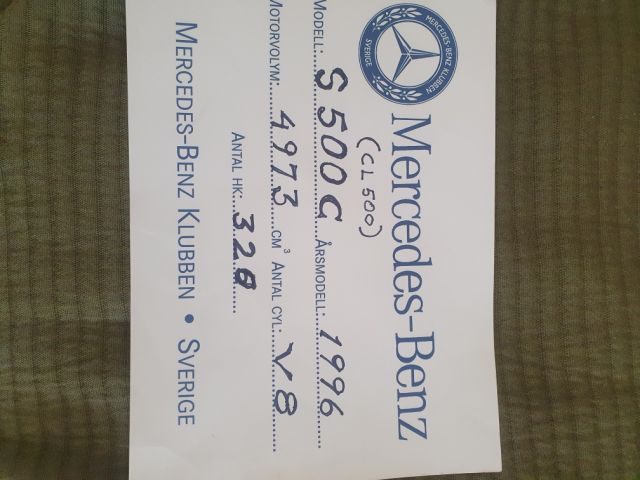 MERCEDES-BENZ KLUBBEN
SVERIGE
Mercedes-Benz
(CL 500)
MODELL: S 500 C ÅRSMODELL: 1996
MOTORVOLYM: 4973 CM³ ANTAL CYL: V8
ANTAL HK: 320
MERCEDES-BENZ KLUBBEN • SVERIGE